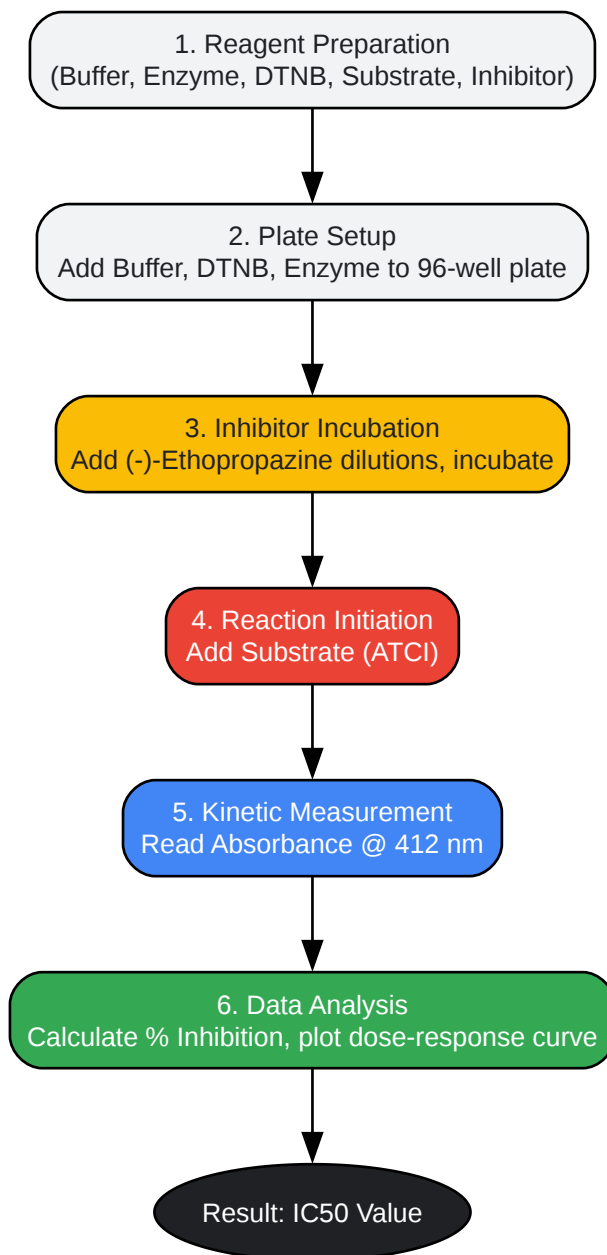 1. Reagent Preparation
(Buffer, Enzyme, DTNB, Substrate, Inhibitor)
2. Plate Setup
Add Buffer, DTNB, Enzyme to 96-well plate
3. Inhibitor Incubation
Add (-)-Ethopropazine dilutions, incubate
4. Reaction Initiation
Add Substrate (ATCI)
5. Kinetic Measurement
Read Absorbance @ 412 nm
6. Data Analysis
Calculate % Inhibition, plot dose-response curve
Result: IC50 Value